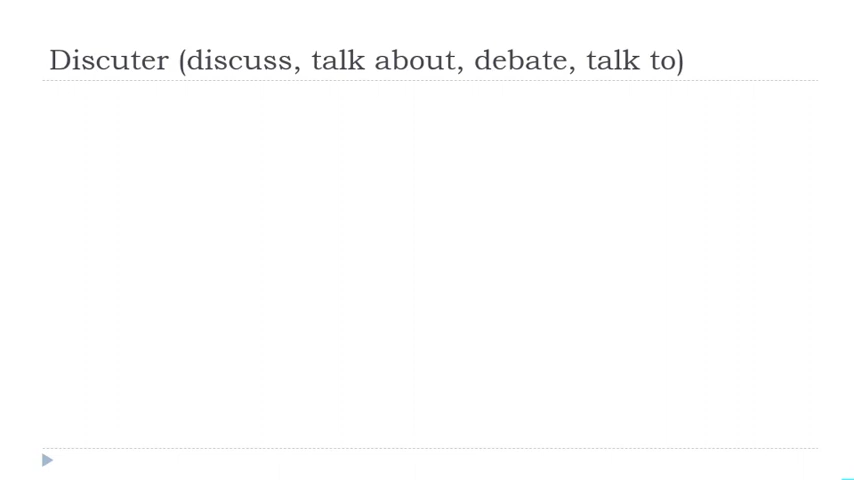 Discuter (discuss, talk about, debate, talk to)